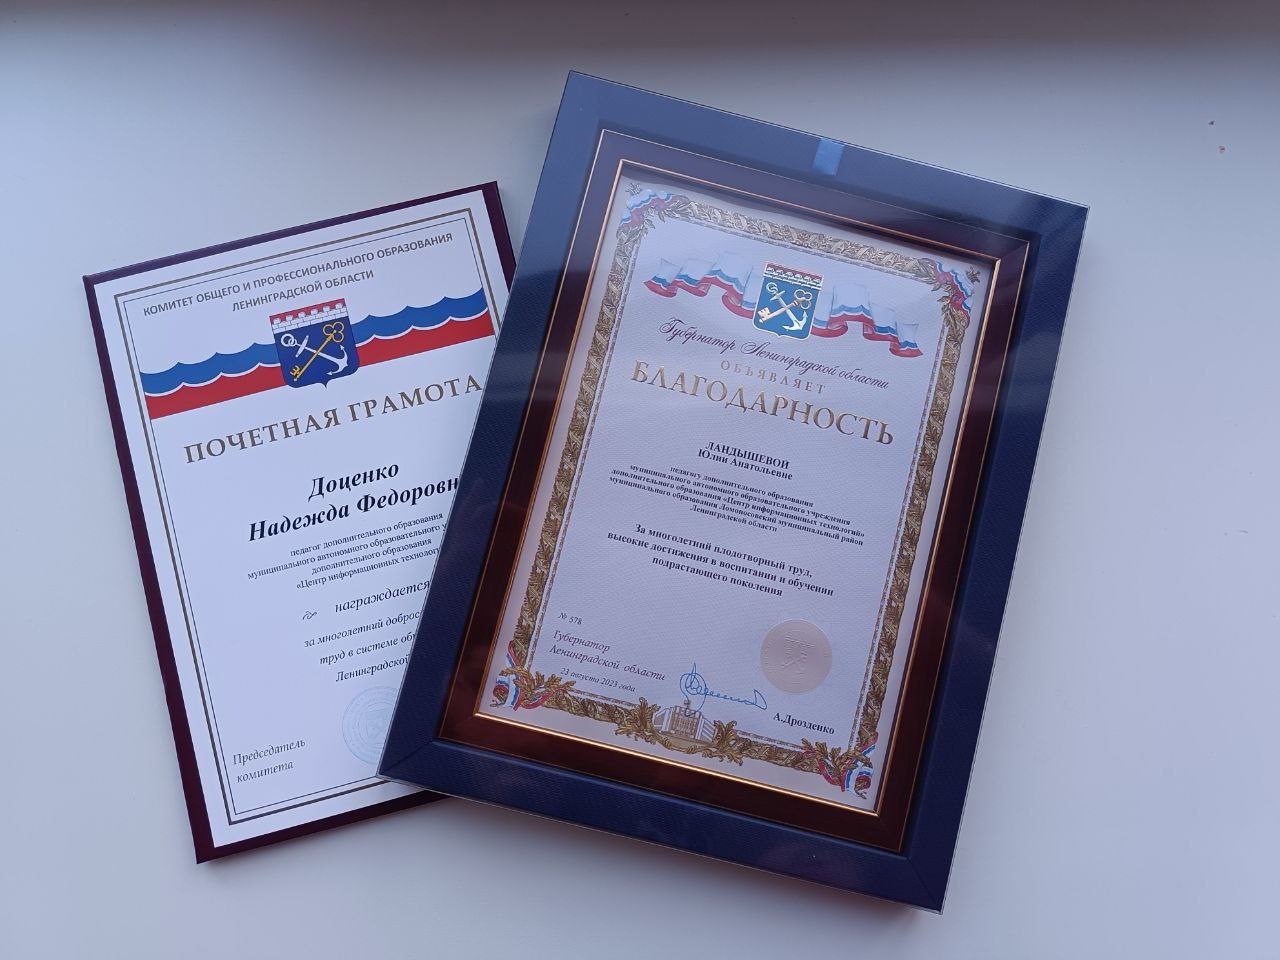 КОМИТЕТ ОБЩЕГО И ПРОФЕССИОНАЛЬНОГО ОБРАЗОВАНИЯ
ЛЕНИНГРАДСКОЙ ОБЛАСТИ
ПОЧЕТНАЯ ГРАМОТА
Доценко
Надежда Федоровн
педагог дополнительного образования
муниципального автономного образовательного у
дополнительного образования
«Центр информационных технолог
награждается
за многолетний доброс
труд в системе об
Ленинградской
Председатель
комитета
Губернатор Ленинградской области
ОБЪЯВЛЯЕТ
БЛАГОДАРНОСТЬ
ЛАНДЫШЕВОЙ
Юлии Анатольевне
педагогу дополнительного образования
муниципального автономного образовательного учреждения
дополнительного образования «Центр информационных технологий»
муниципального образования Ломоносовский муниципальный район
Ленинградской области
За многолетний плодотворный труд,
высокие достижения в воспитании и обучении
подрастающего поколения
№ 578
Губернатор
Ленинградской области
23 августа 2023 года
А.Дрозденко